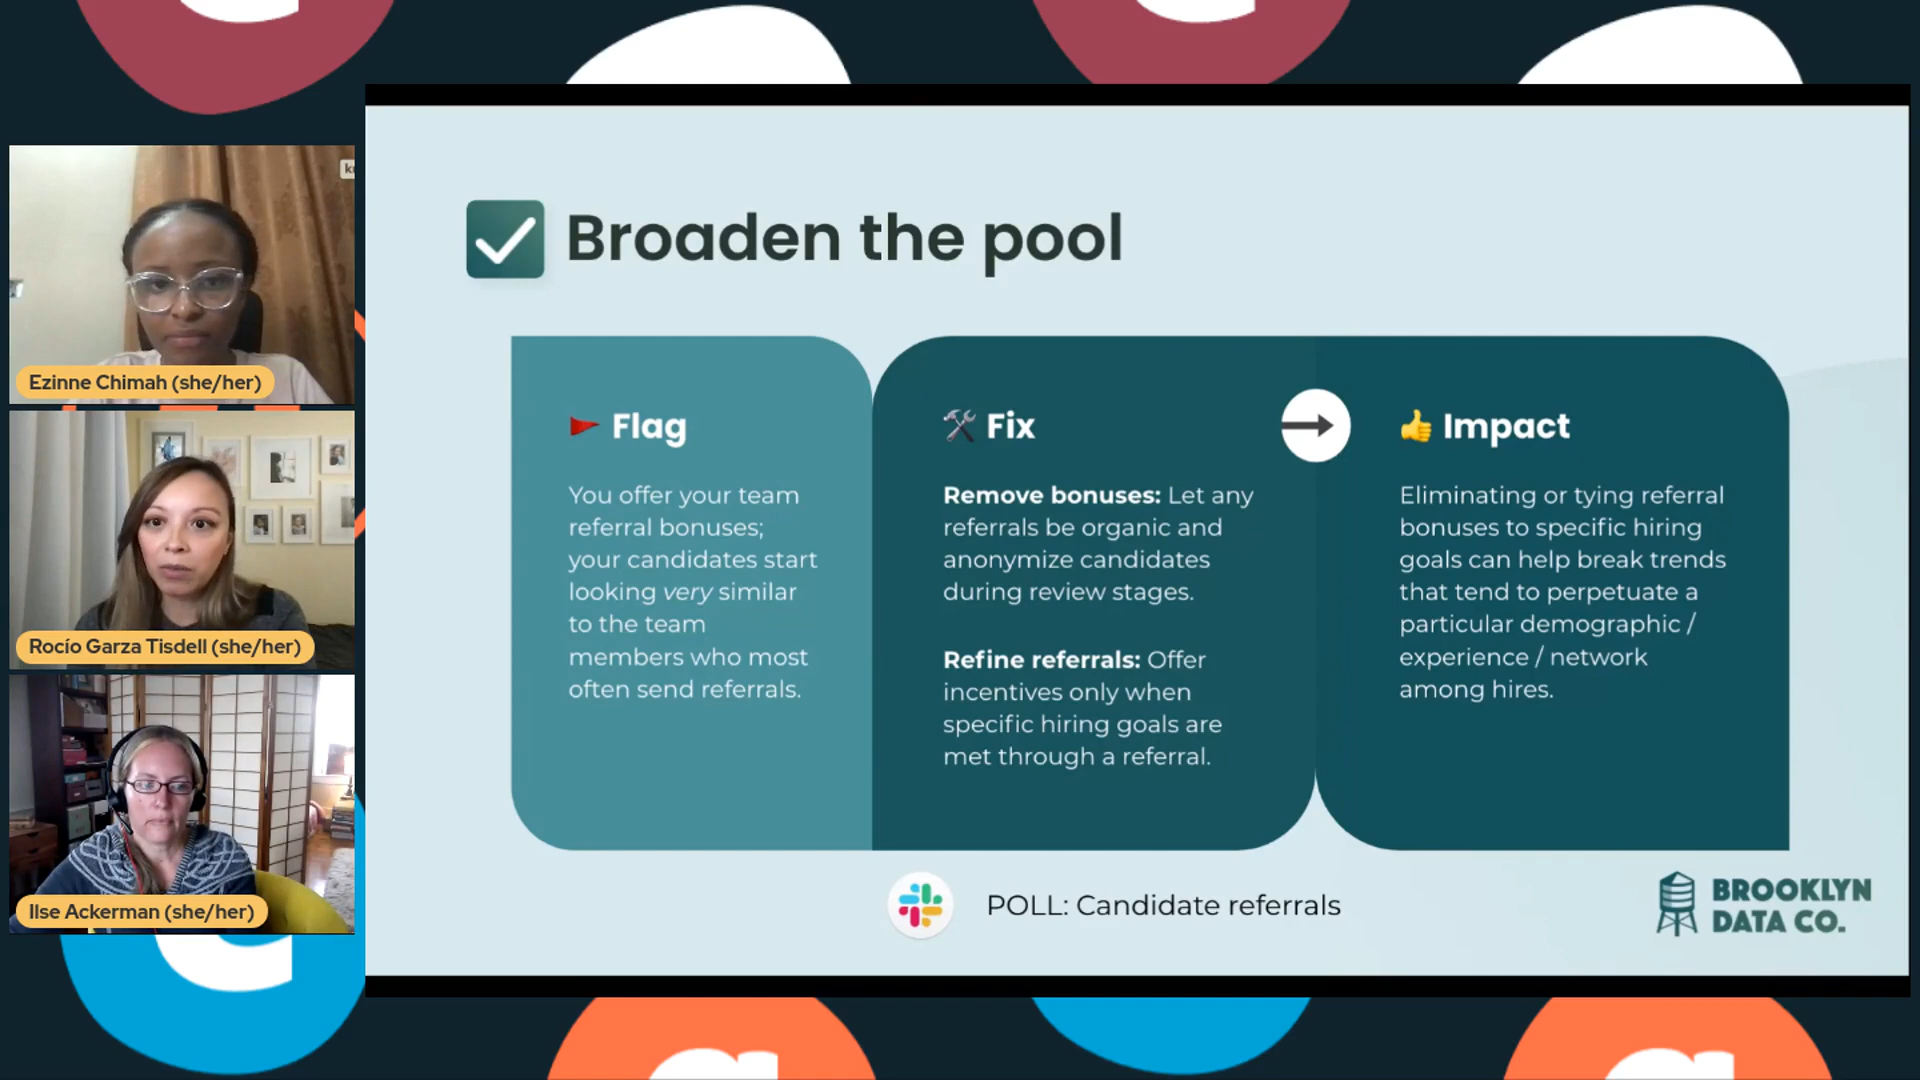 Ezinne Chimah (she/her)
Rocío Garza Tisdell (she/her)
Ilse Ackerman (she/her)
Broaden the pool
Flag
You offer your team
referral bonuses;
your candidates start
looking very similar
to the team
members who most
often send referrals.
Fix
Remove bonuses: Let any
referrals be organic and
anonymize candidates
during review stages.
Refine referrals: Offer
incentives only when
specific hiring goals are
met through a referral.
Impact
Eliminating or tying referral
bonuses to specific hiring
goals can help break trends
that tend to perpetuate a
particular demographic /
experience / network
among hires.
POLL: Candidate referrals
BROOKLYN
DATA CO.